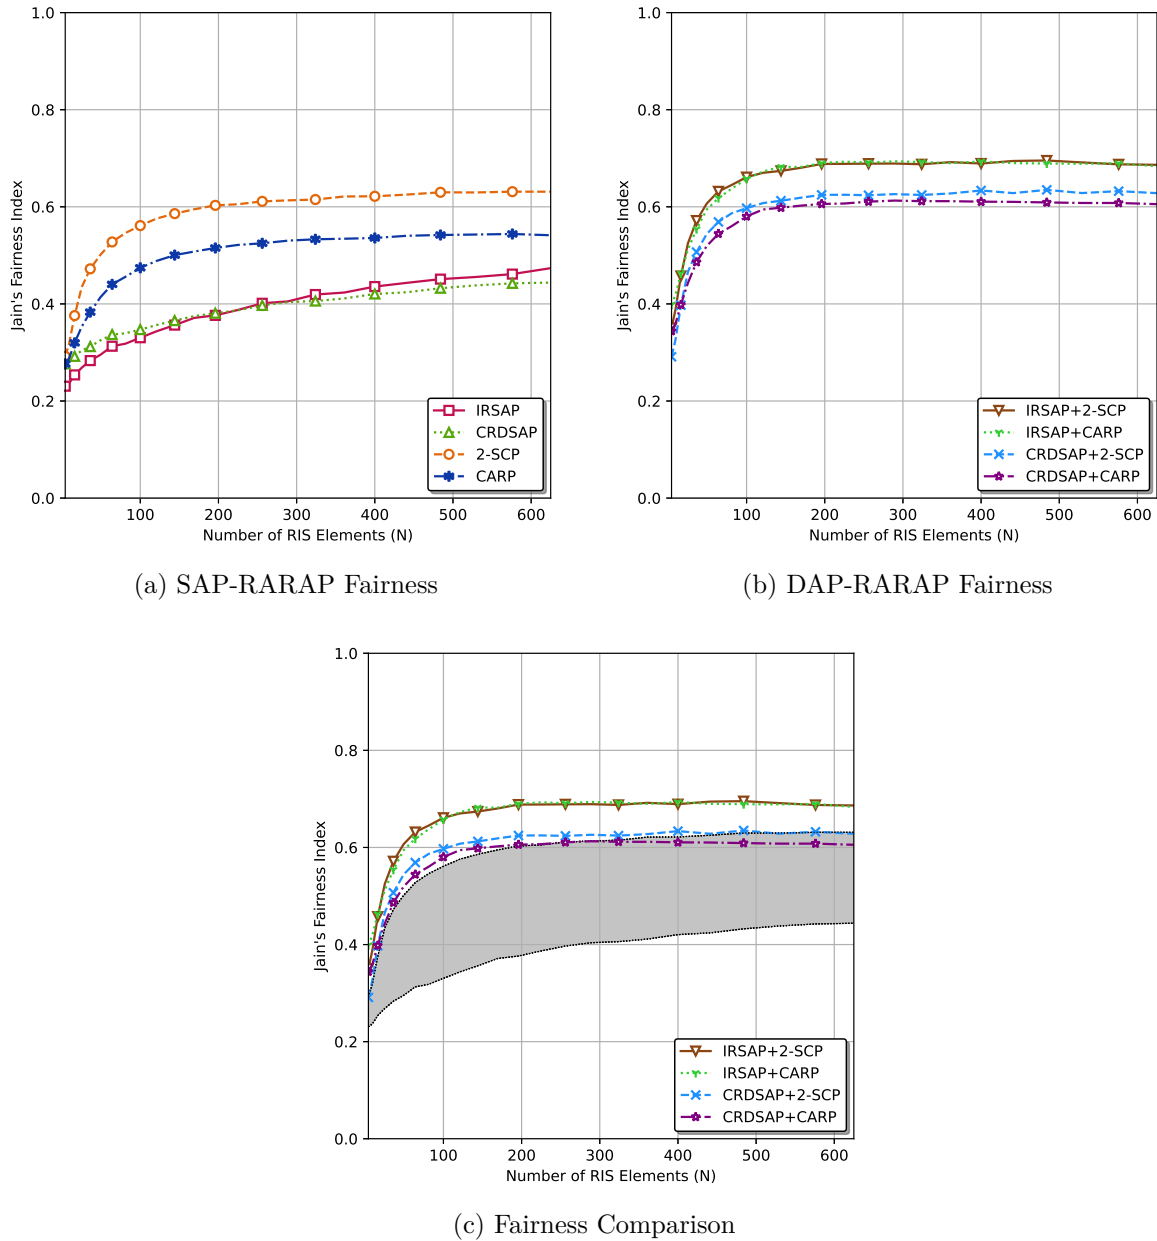 1.0
0.8
0.6
0.4
0.2
0.0
Jain's Fairness Index
100 200 300 400 500 600
Number of RIS Elements (N)
IRSAP
CRDSAP
2-SCP
CARP
(a) SAP-RARAP Fairness
1.0
0.8
0.6
0.4
0.2
0.0
Jain's Fairness Index
100 200 300 400 500 600
Number of RIS Elements (N)
IRSAP+2-SCP
IRSAP+CARP
CRDSAP+2-SCP
CRDSAP+CARP
(b) DAP-RARAP Fairness
1.0
0.8
0.6
0.4
0.2
0.0
Jain's Fairness Index
100 200 300 400 500 600
Number of RIS Elements (N)
IRSAP+2-SCP
IRSAP+CARP
CRDSAP+2-SCP
CRDSAP+CARP
(c) Fairness Comparison